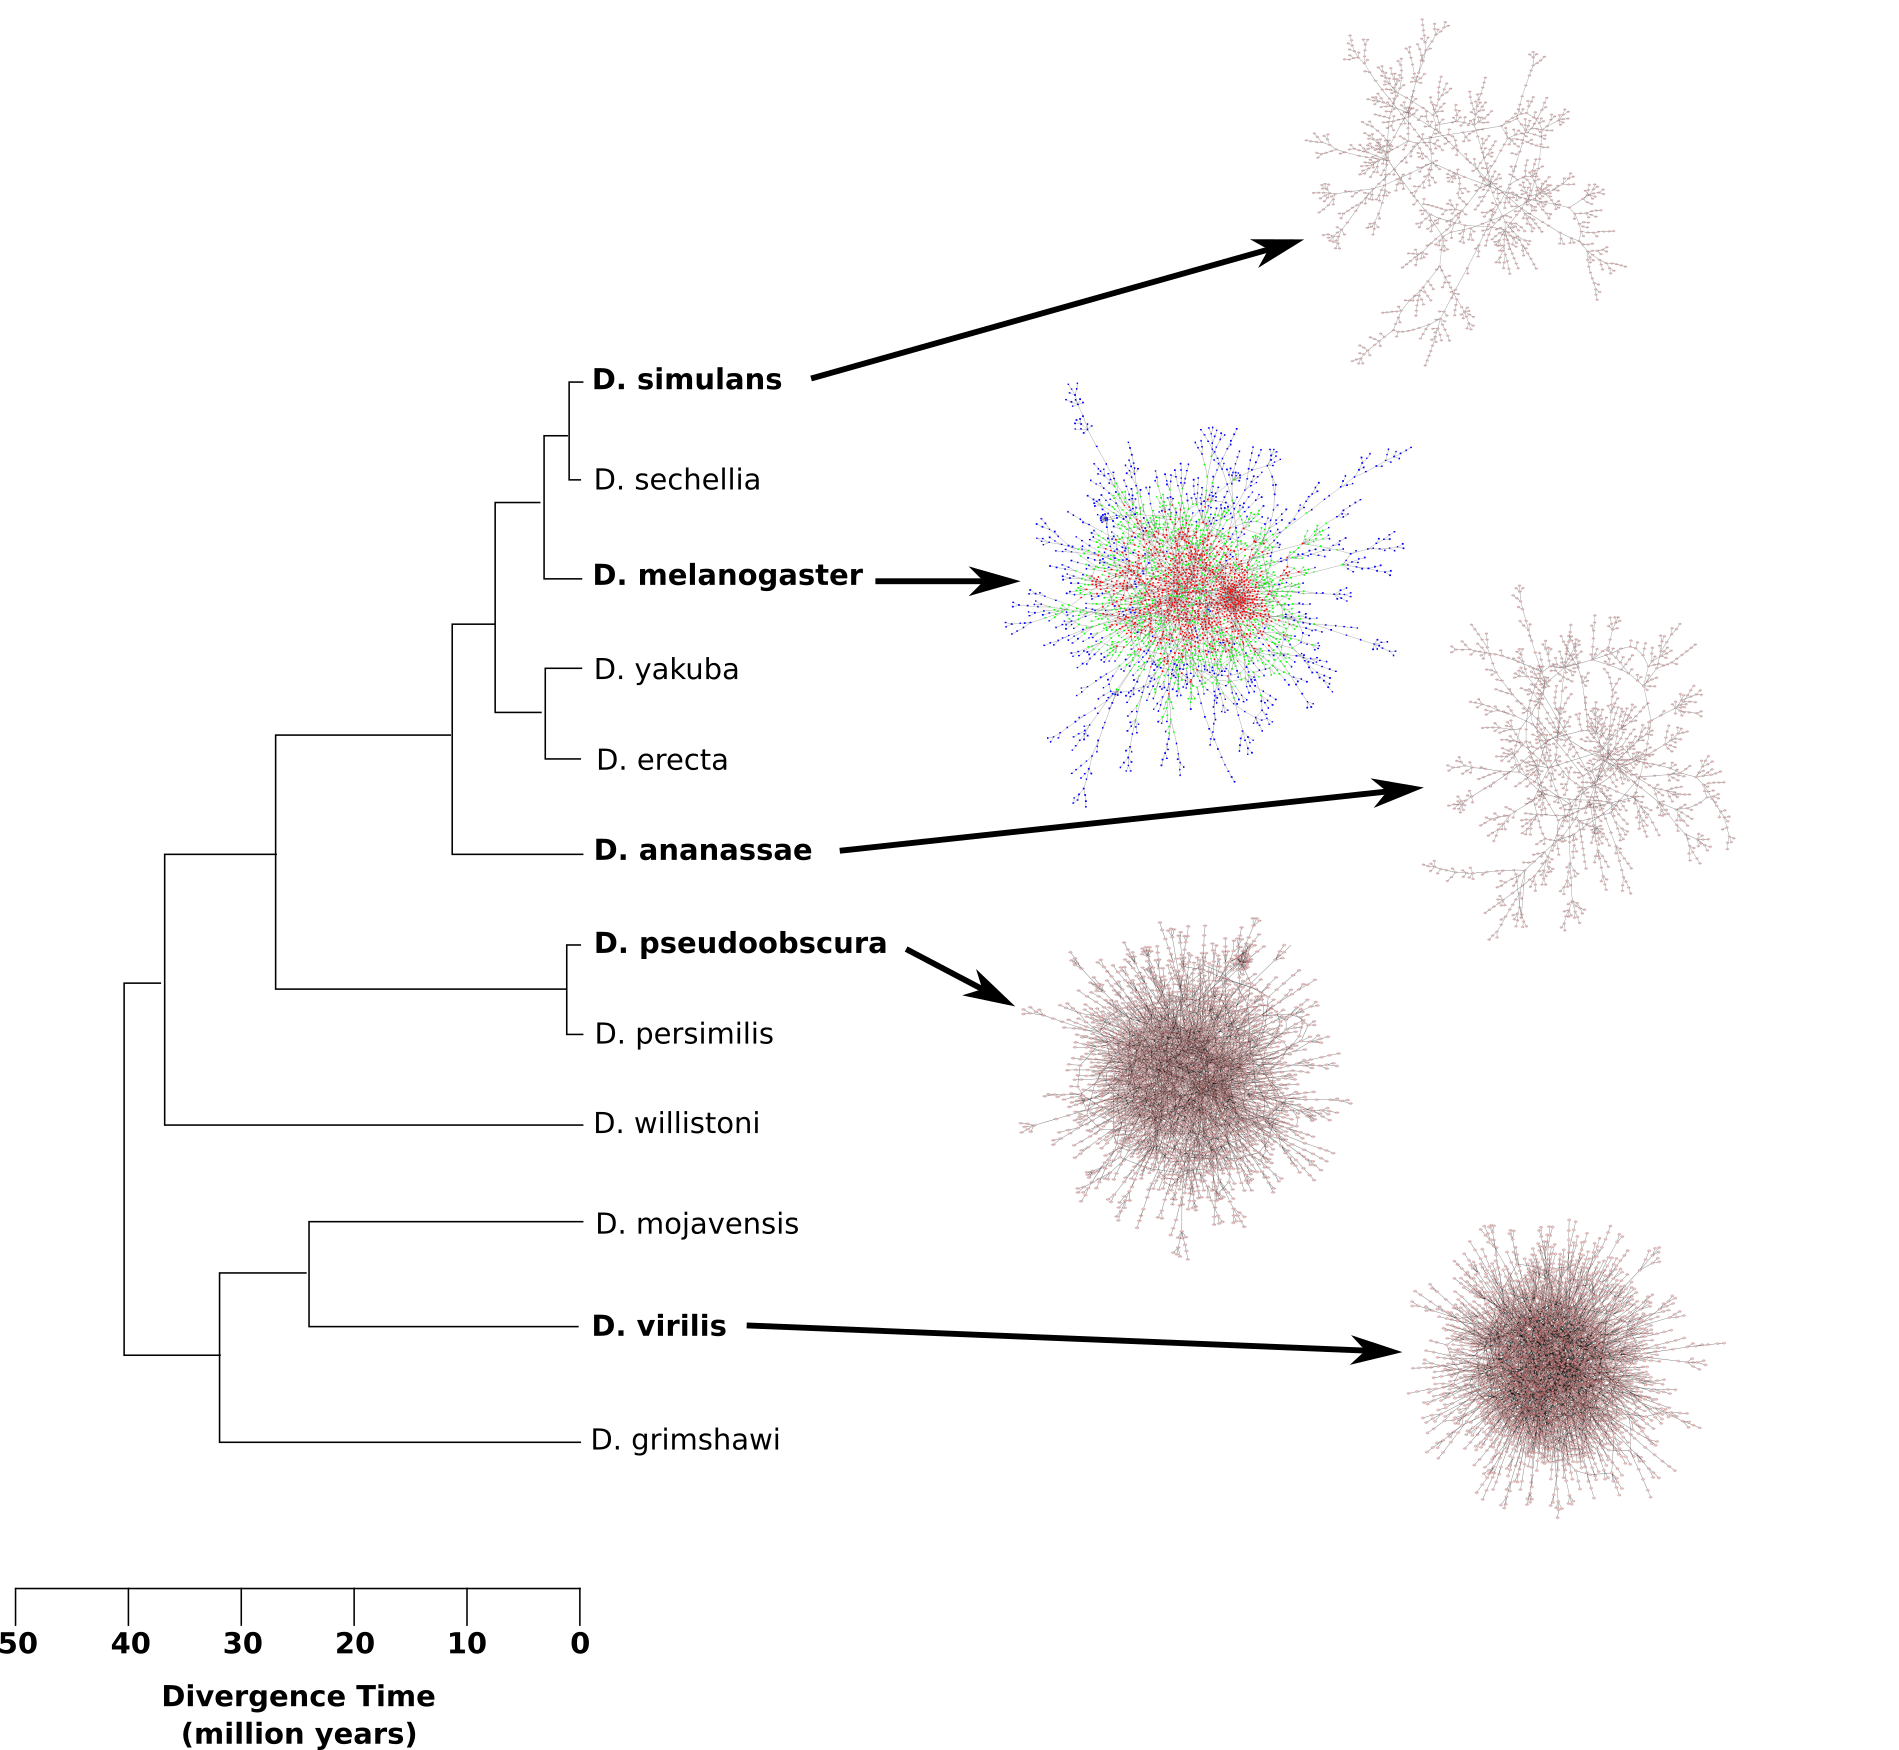 D. simulans
D. sechellia
D. melanogaster
D. yakuba
D. erecta
D. ananassae
D. pseudoobscura
D. persimilis
D. willistoni
D. mojavensis
D. virilis
D. grimshawi
50 40 30 20 10 0
Divergence Time
(million years)